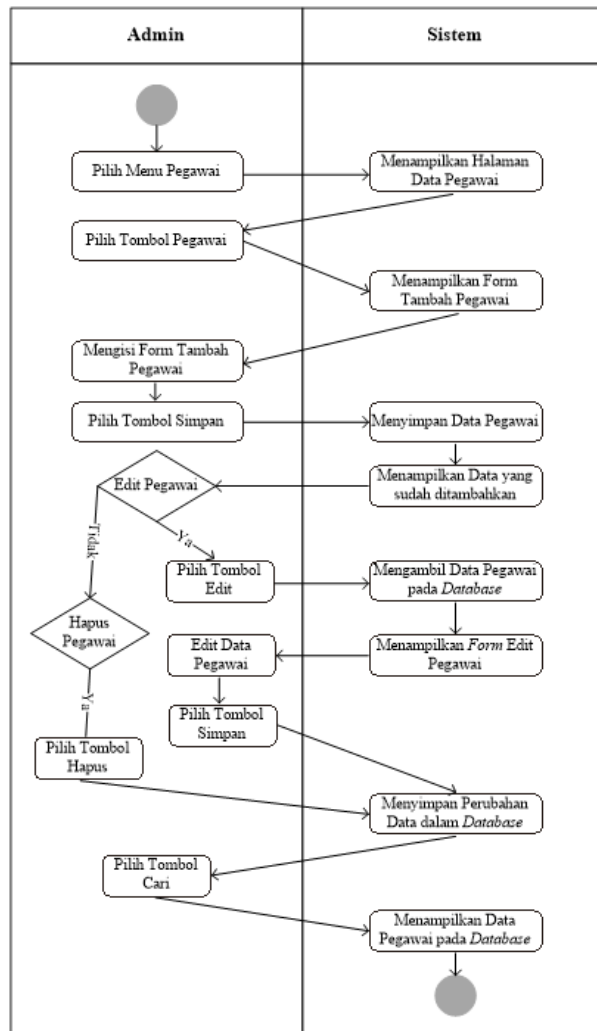 Admin
Sistem
Pilih Menu Pegawai
Menampilkan Halaman
Data Pegawai
Pilih Tombol Pegawai
Menampilkan Form
Tambah Pegawai
Mengisi Form Tambah
Pegawai
Pilih Tombol Simpan
Menyimpan Data Pegawai
Menampilkan Data yang
sudah ditambahkan
Edit Pegawai
Ya
Tidak
Pilih Tombol
Edit
Mengambil Data Pegawai
pada Database
Hapus
Pegawai
Menampilkan Form Edit
Pegawai
Edit Data
Pegawai
Ya
Pilih Tombol
Simpan
Pilih Tombol
Hapus
Menyimpan Perubahan
Data dalam Database
Pilih Tombol
Cari
Menampilkan Data
Pegawai pada Database